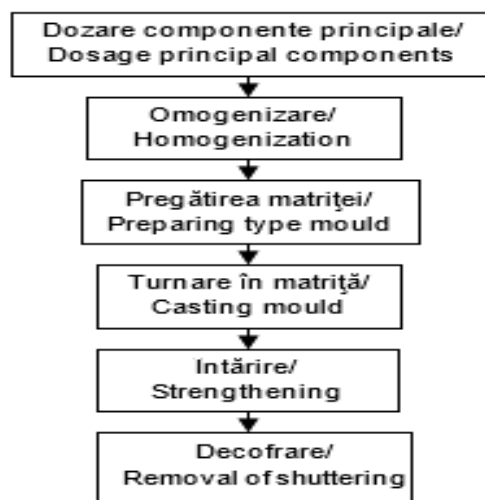 Dozare componente principale/
Dosage principal components
Omogenizare/
Homogenization
Pregătirea matriţei/
Preparing type mould
Turnare în matriţă/
Casting mould
Intărire/
Strengthening
Decofrare/
Removal of shuttering